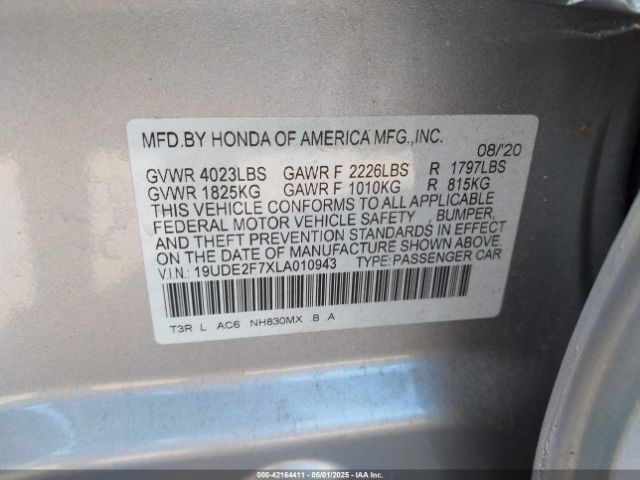 MFD.BY HONDA OF AMERICA MFG.,INC.
08/'20
GVWR 4023LBS GAWR F 2226LBS R 1797LBS
GVWR 1825KG GAWR F 1010KG R 815KG
THIS VEHICLE CONFORMS TO ALL APPLICABLE
FEDERAL MOTOR VEHICLE SAFETY , BUMPER,
AND THEFT PREVENTION STANDARDS IN EFFECT
ON THE DATE OF MANUFACTURE SHOWN ABOVE.
V.I.N.: 19UDE2F7XLA010943 TYPE:PASSENGER CAR
T3R L AC6 NH830MX .B .A
000-42164411 - 05/01/2025 - IAA Inc.